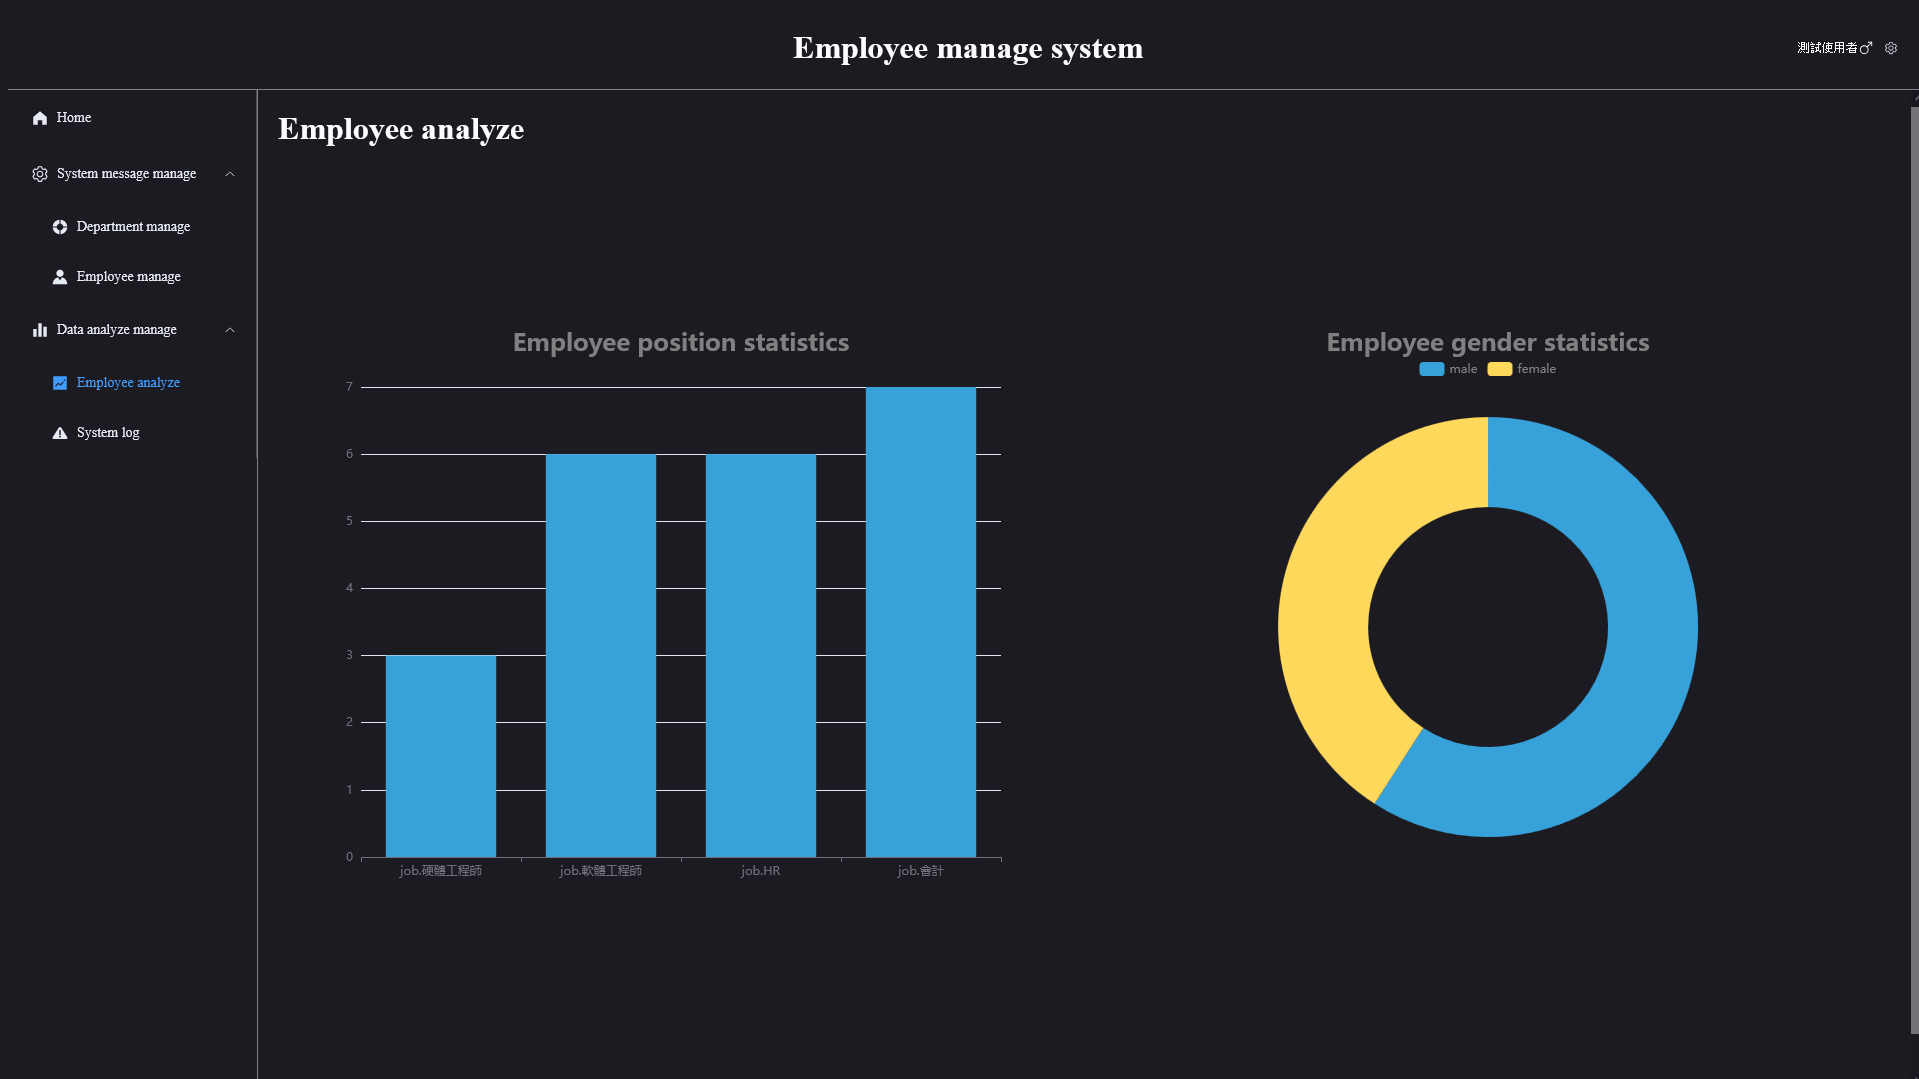 Employee manage system
測試使用者
Home
System message manage
Department manage
Employee manage
Data analyze manage
Employee analyze
System log
Employee analyze
Employee position statistics
7
6
5
4
3
2
1
0
job.硬體工程師 job.軟體工程師 job.HR job.會計
Employee gender statistics
male female